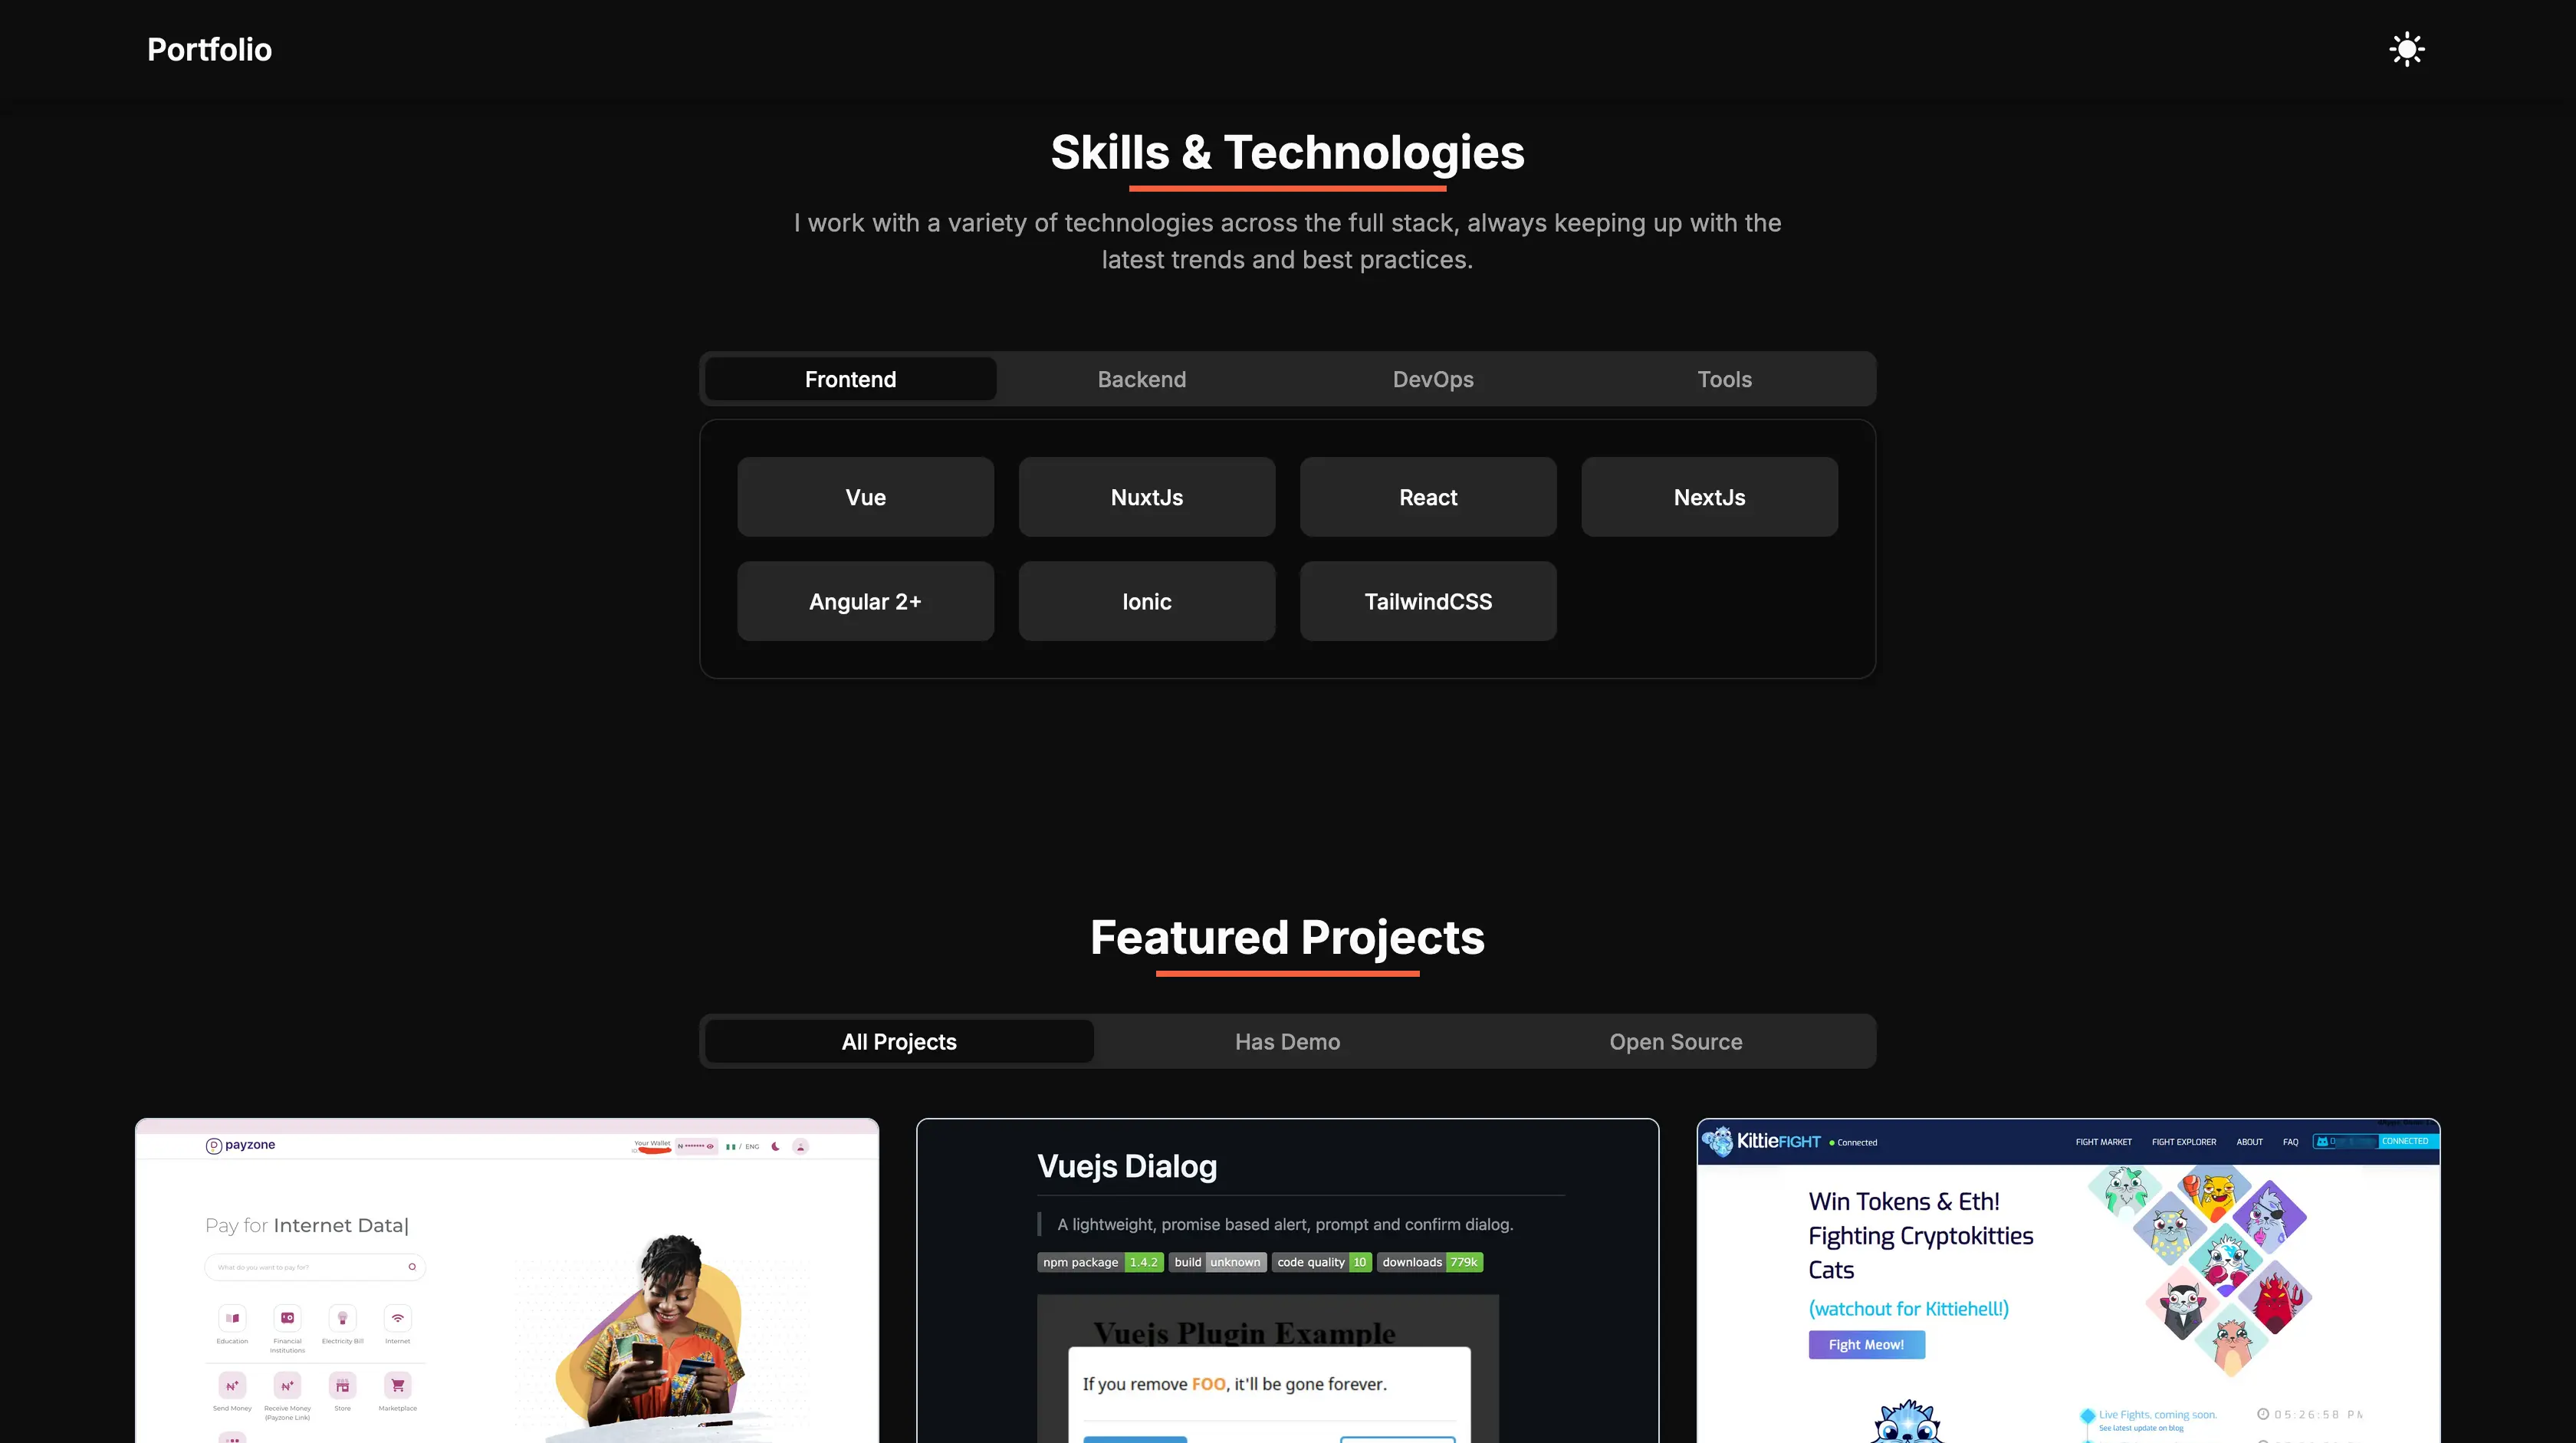 Portfolio
Skills & Technologies
I work with a variety of technologies across the full stack, always keeping up with the
latest trends and best practices.
Frontend
Backend
DevOps
Tools
Vue
NuxtJs
React
NextJs
Angular 2+
Ionic
TailwindCSS
Featured Projects
All Projects
Has Demo
Open Source
payzone
Your Wallet
₦ *******
/ ENG
Pay for Internet Data|
What do you want to pay for?
Education
Financial
Institutions
Electricity Bill
Internet
Send Money
Receive Money
(Payzone Link)
Store
Marketplace
Vuejs Dialog
A lightweight, promise based alert, prompt and confirm dialog.
npm package 1.4.2
build unknown
code quality 10
downloads 779k
Vuejs Plugin Example
If you remove FOO, it'll be gone forever.
KittieFIGHT
Connected
FIGHT MARKET
FIGHT EXPLORER
ABOUT
FAQ
CONNECTED
Win Tokens & Eth!
Fighting Cryptokitties
Cats
(watchout for Kittiehell!)
Fight Meow!
Live Fights, coming soon.
See latest update on blog
05:26:58 PM